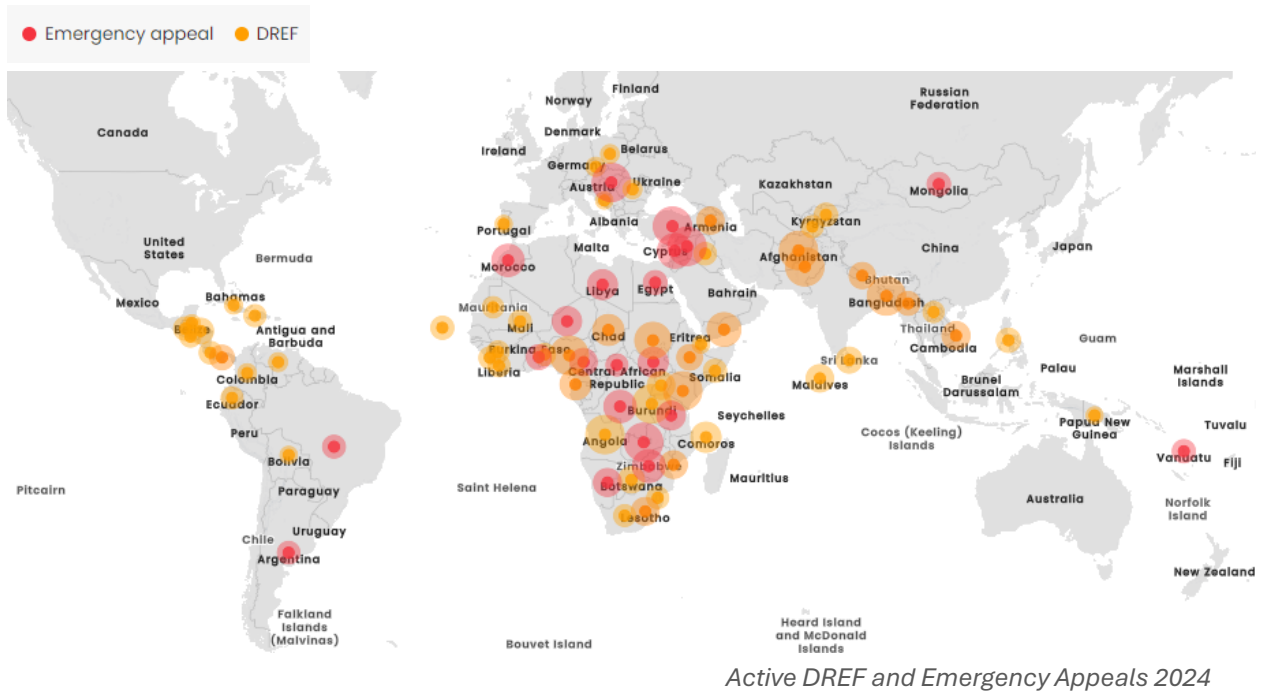 Emergency appeal
DREF
Finland
Norway
Russian
Federation
Canada
Denmark
Ireland
Belarus
Germany
Austria
Ukraine
Kazakhstan
Mongolia
Portugal
Albania
Armenia
Kyrgyzstan
United
States
Bermuda
Malta
Cyprus
Afghanistan
China
Japan
Morocco
Libya
Egypt
Bahrain
Bhutan
Mexico
Bahamas
Mauritania
Bangladesh
Belize
Antigua and
Barbuda
Mali
Chad
Eritrea
Thailand
Guam
Burkina Faso
Cambodia
Liberia
Central African
Republic
Somalia
Sri Lanka
Maldives
Palau
Colombia
Brunei
Darussalam
Marshall
Islands
Ecuador
Burundi
Seychelles
Peru
Angola
Comoros
Cocos (Keeling)
Islands
Papua New
Guinea
Tuvalu
Bolivia
Zimbabwe
Vanuatu
Fiji
Pitcairn
Paraguay
Saint Helena
Botswana
Mauritius
Australia
Norfolk
Island
Uruguay
Lesotho
Chile
Argentina
New Zealand
Falkland
Islands
(Malvinas)
Bouvet Island
Heard Island
and McDonald
Islands
Active DREF and Emergency Appeals 2024